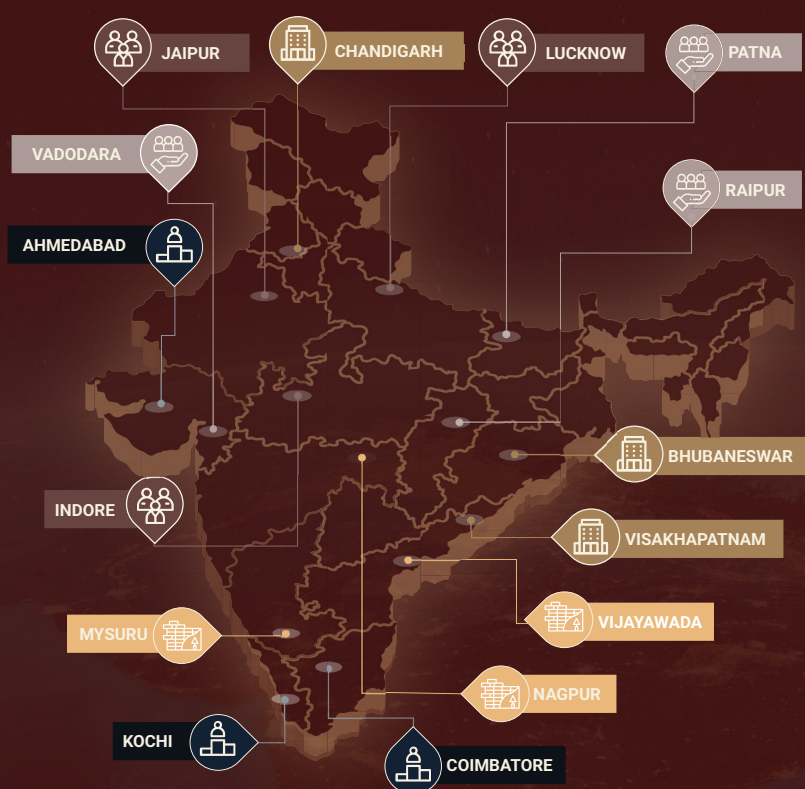 JAIPUR
CHANDIGARH
LUCKNOW
PATNA
VADODARA
RAIPUR
AHMEDABAD
BHUBANESWAR
INDORE
VISAKHAPATNAM
MYSURU
VIJAYAWADA
NAGPUR
KOCHI
COIMBATORE